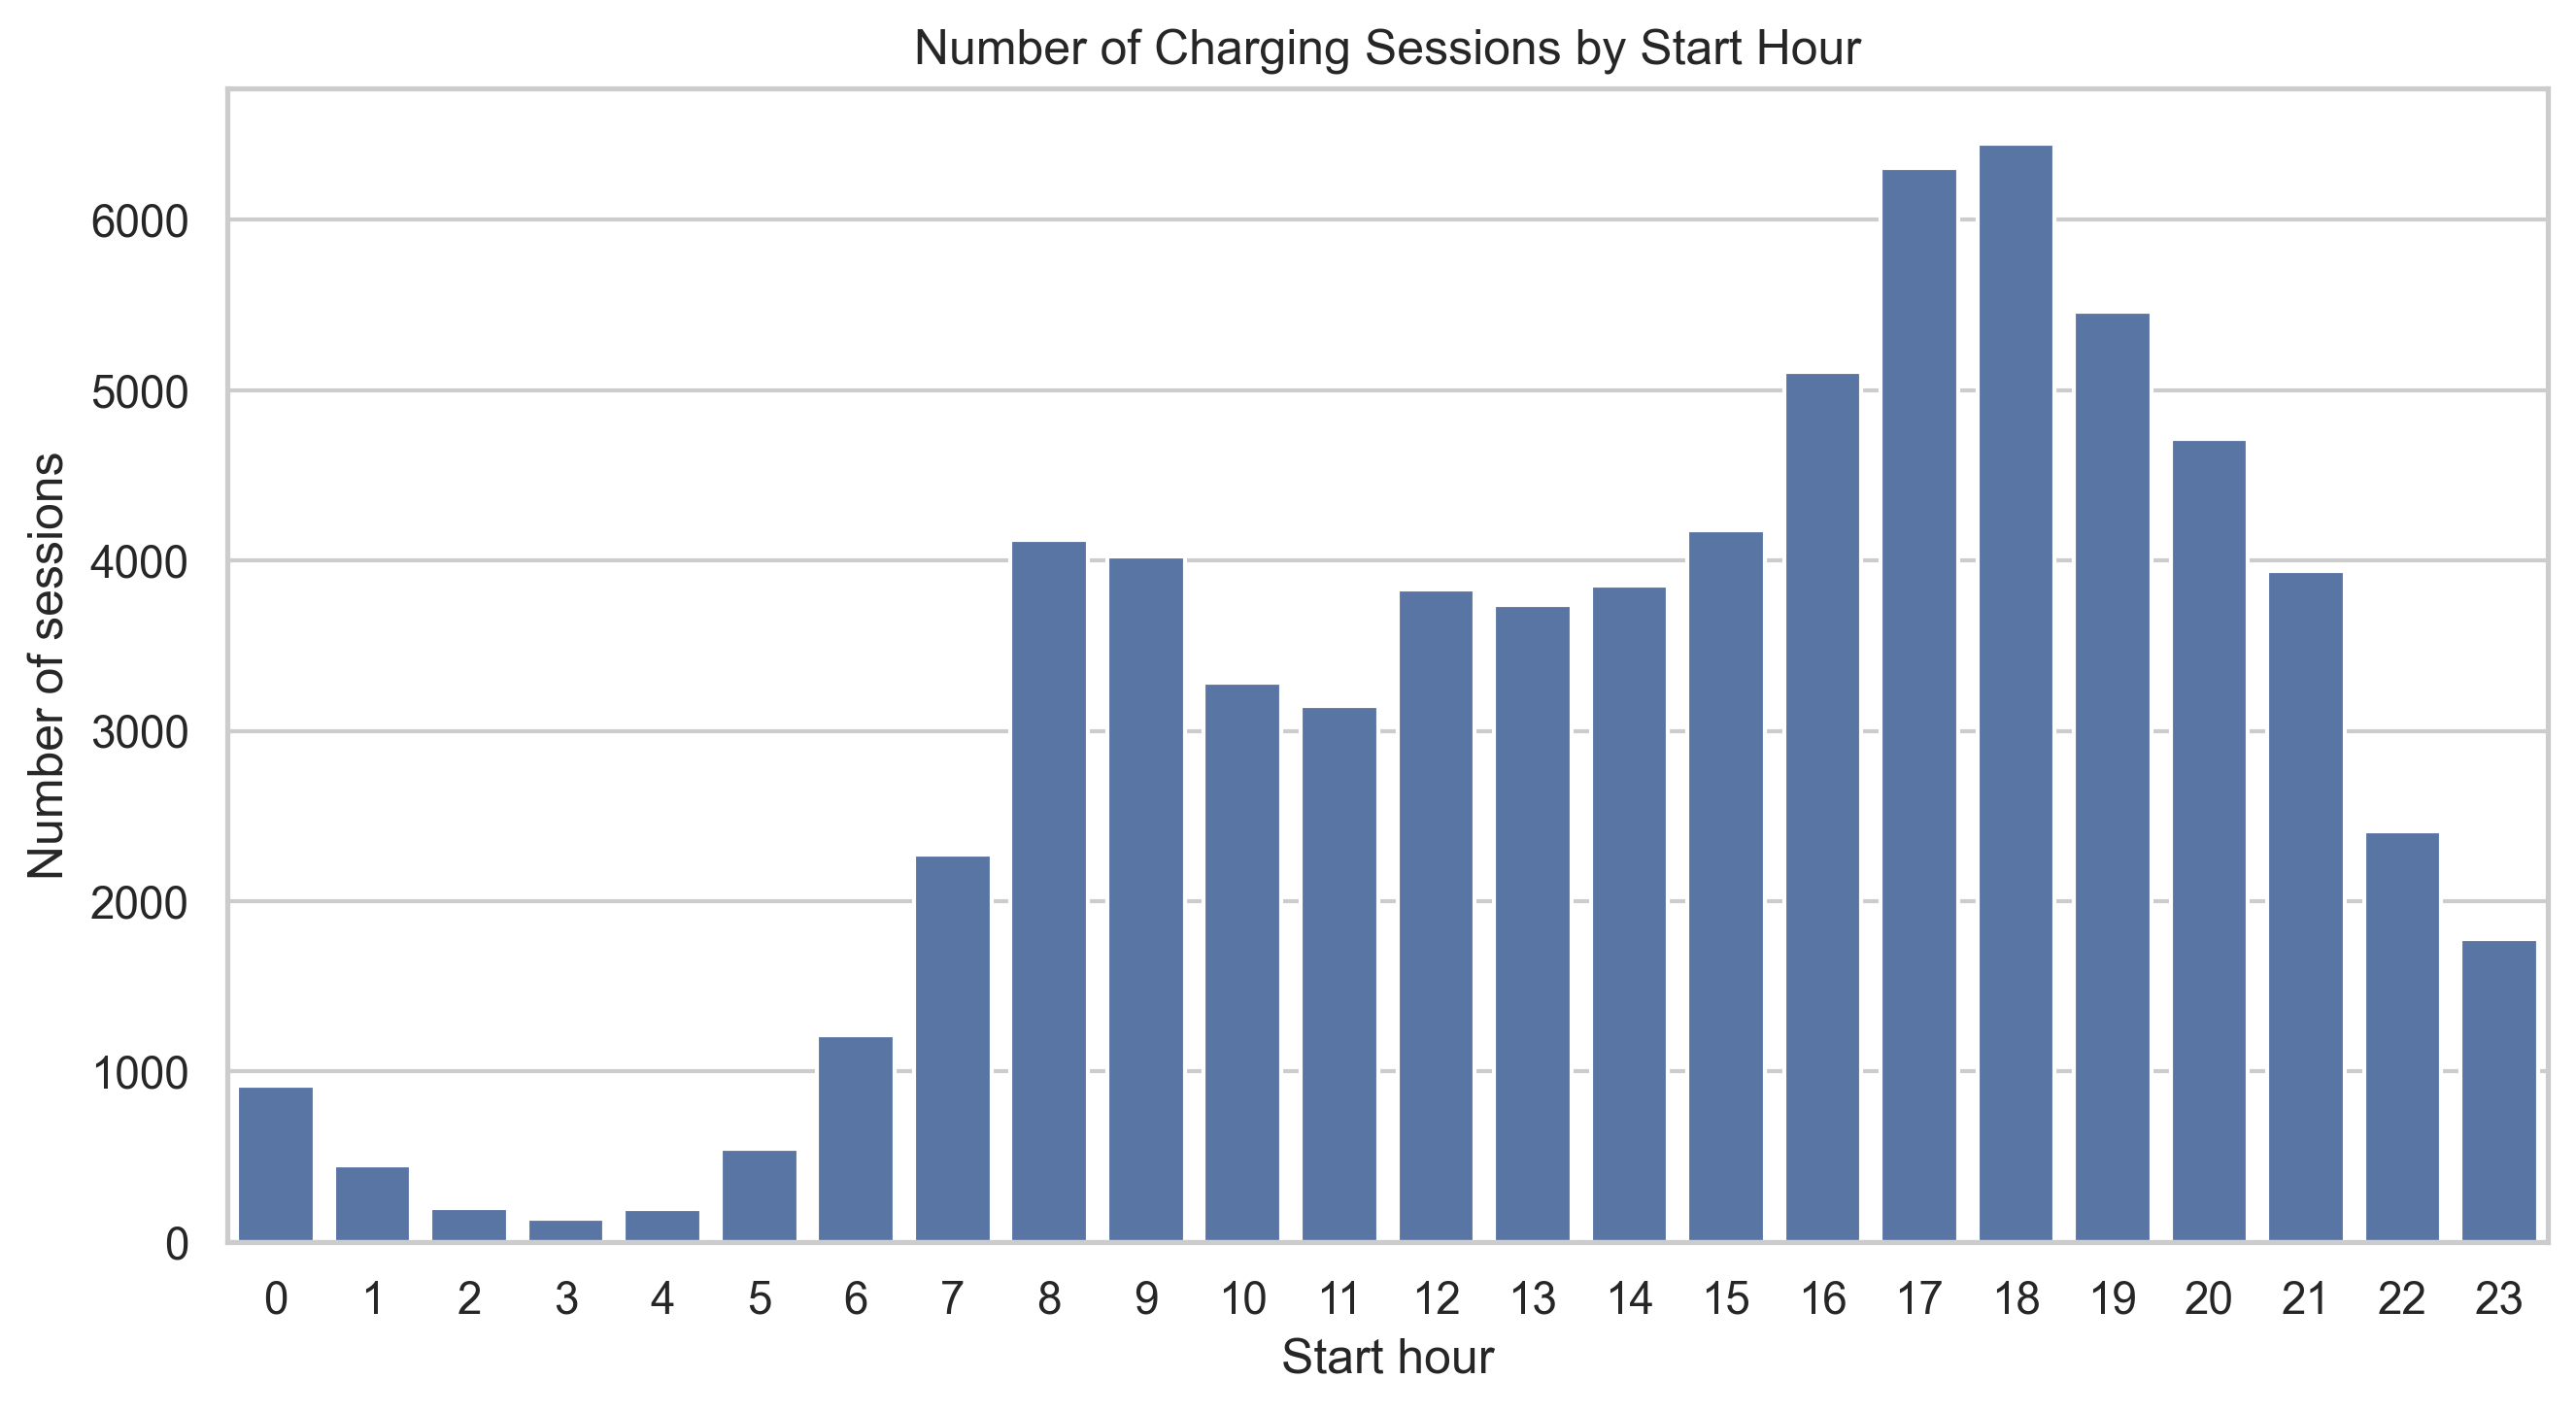 Number of Charging Sessions by Start Hour
6000
5000
4000
3000
2000
1000
0
Number of sessions
0 1 2 3 4 5 6 7 8 9 10 11 12 13 14 15 16 17 18 19 20 21 22 23
Start hour